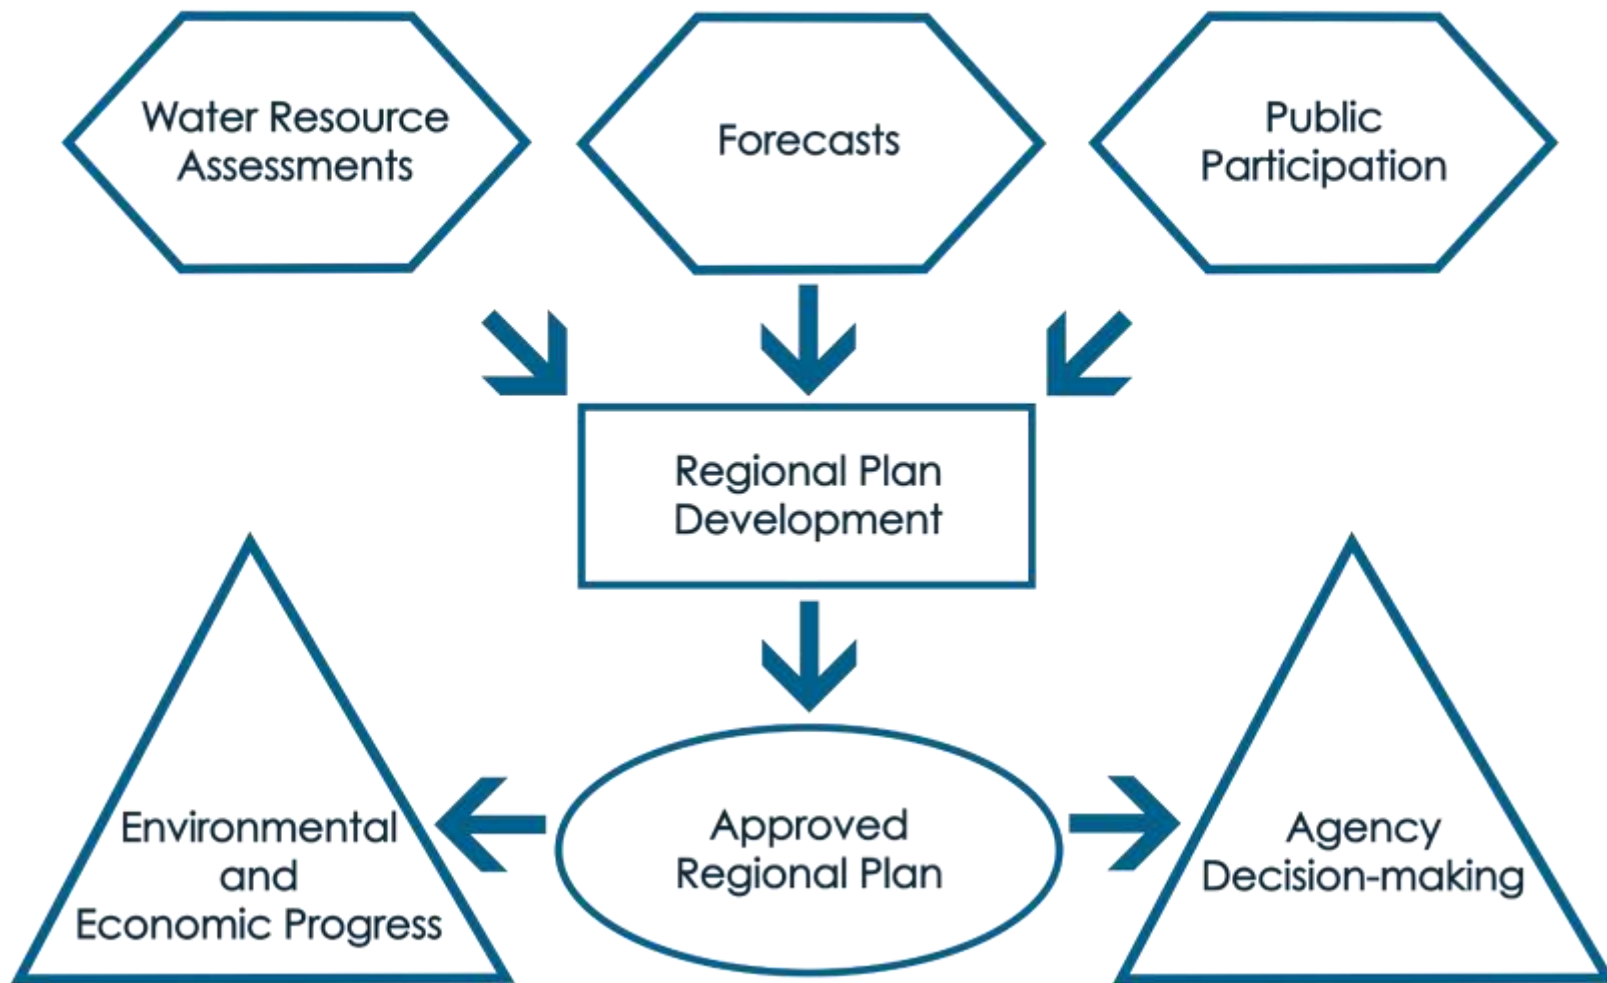 Water Resource
Assessments
Forecasts
Public
Participation
Regional Plan
Development
Environmental
and
Economic Progress
Approved
Regional Plan
Agency
Decision-making